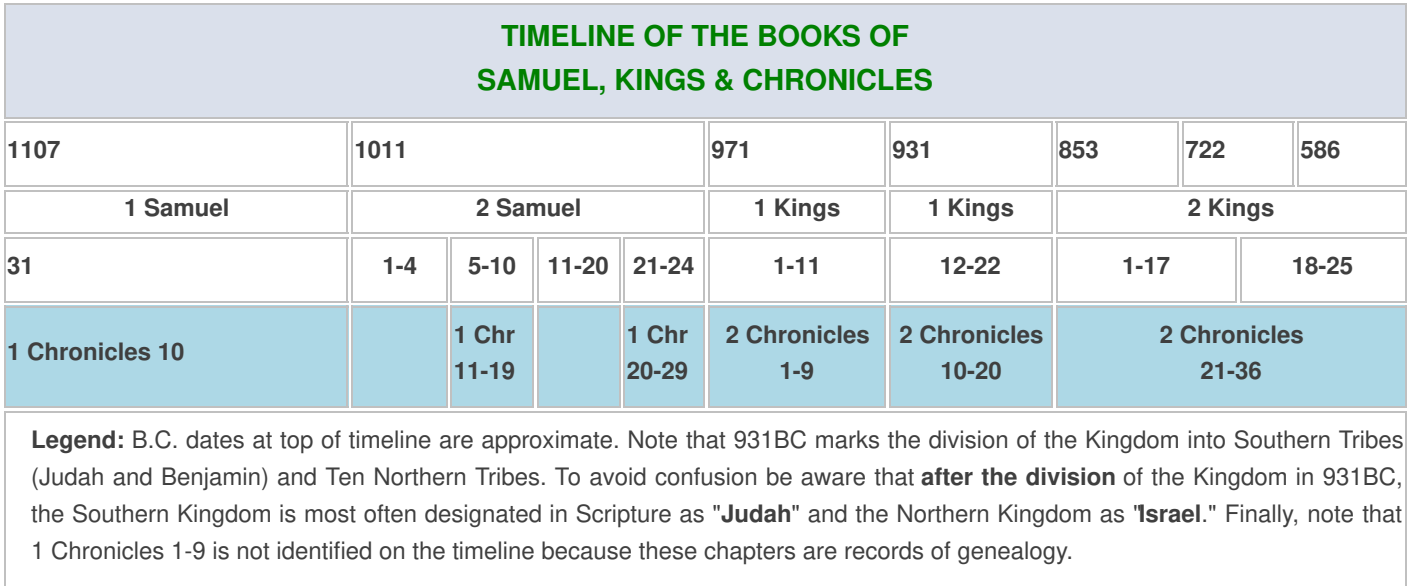 TIMELINE OF THE BOOKS OF
SAMUEL, KINGS & CHRONICLES
1107 1011 971 931 853 722 586
1 Samuel 2 Samuel 1 Kings 1 Kings 2 Kings
31 1-4 5-10 11-20 21-24 1-11 12-22 1-17 18-25
1 Chronicles 10 1 Chr 11-19 1 Chr 20-29 2 Chronicles 1-9 2 Chronicles 10-20 2 Chronicles 21-36
Legend: B.C. dates at top of timeline are approximate. Note that 931BC marks the division of the Kingdom into Southern Tribes
(Judah and Benjamin) and Ten Northern Tribes. To avoid confusion be aware that after the division of the Kingdom in 931BC,
the Southern Kingdom is most often designated in Scripture as "Judah" and the Northern Kingdom as "Israel." Finally, note that
1 Chronicles 1-9 is not identified on the timeline because these chapters are records of genealogy.